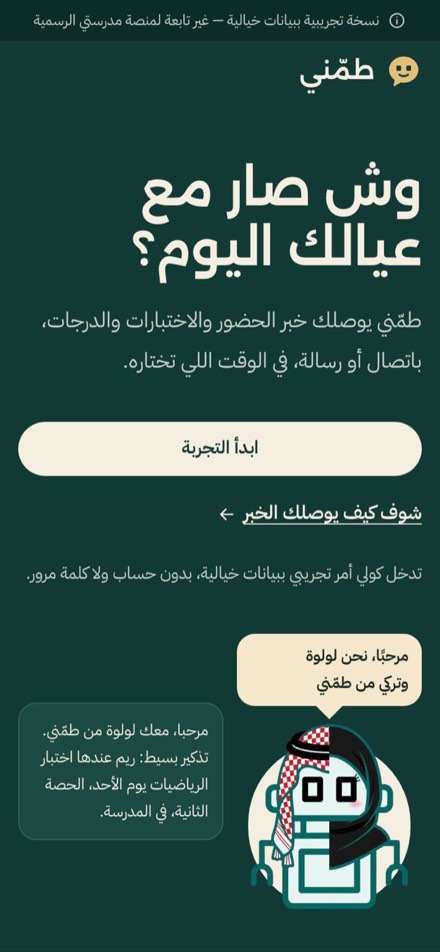 نسخة تجريبية ببيانات خيالية — غير تابعة لمنصة مدرستي الرسمية
طمّني
وش صار مع
عيالك اليوم؟
طمّني يوصلك خبر الحضور والاختبارات والدرجات،
باتصال أو رسالة، في الوقت اللي تختاره.
ابدأ التجربة
شوف كيف يوصلك الخبر ←
تدخل كولي أمر تجريبي ببيانات خيالية، بدون حساب ولا كلمة مرور.
مرحبًا، نحن لولوة
وتركي من طمّني
مرحبا، معك لولوة من طمّني.
تذكير بسيط: ريم عندها اختبار
الرياضيات يوم الأحد، الحصة
الثانية، في المدرسة.